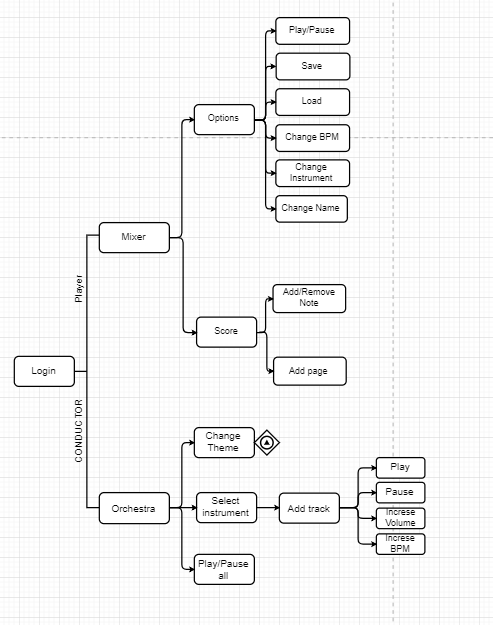 Play/Pause
Save
Load
Options
Change BPM
Change
Instrument
Change Name
Mixer
Player
Add/Remove
Note
Score
Add page
Login
CONDUCTOR
Change
Theme
Play
Pause
Select
instrument
Add track
Orchestra
Increse
Volume
Increse
BPM
Play/Pause
all